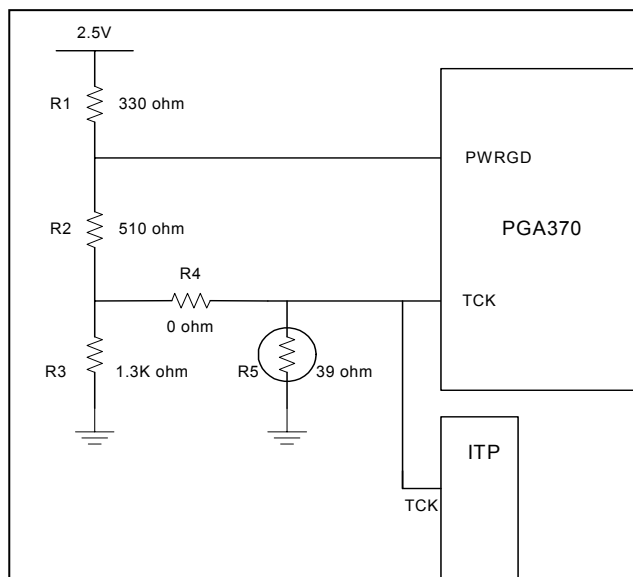 2.5V
R1 330 ohm
PWRGD
R2 510 ohm
PGA370
R4
TCK
0 ohm
R3 1.3K ohm
R5 39 ohm
ITP
TCK